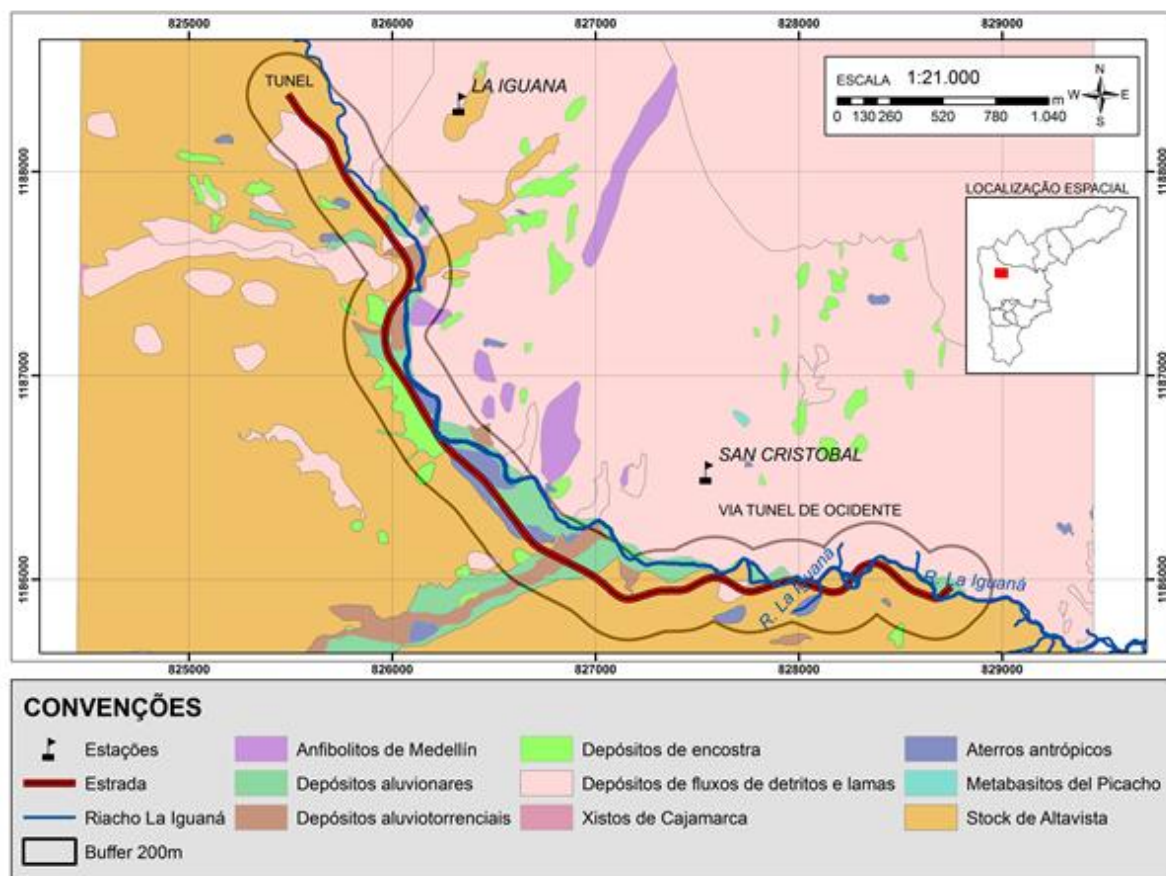 825000 826000 827000 828000 829000
TUNEL
LA IGUANA
ESCALA 1:21.000
0 130 260 520 780 1.040 m
N
W E
S
1188000 1188000
LOCALIZAÇÃO ESPACIAL
1187000 1187000
SAN CRISTOBAL
VIA TUNEL DE OCIDENTE
1186000 1186000
R. La Iguaná
R. La Iguaná
825000 826000 827000 828000 829000
CONVENÇÕES
Estações
Estrada
Riacho La Iguaná
Buffer 200m
Anfibolitos de Medellín
Depósitos aluvionares
Depósitos aluviotorrenciais
Depósitos de encostra
Depósitos de fluxos de detritos e lamas
Xistos de Cajamarca
Aterros antrópicos
Metabasitos del Picacho
Stock de Altavista